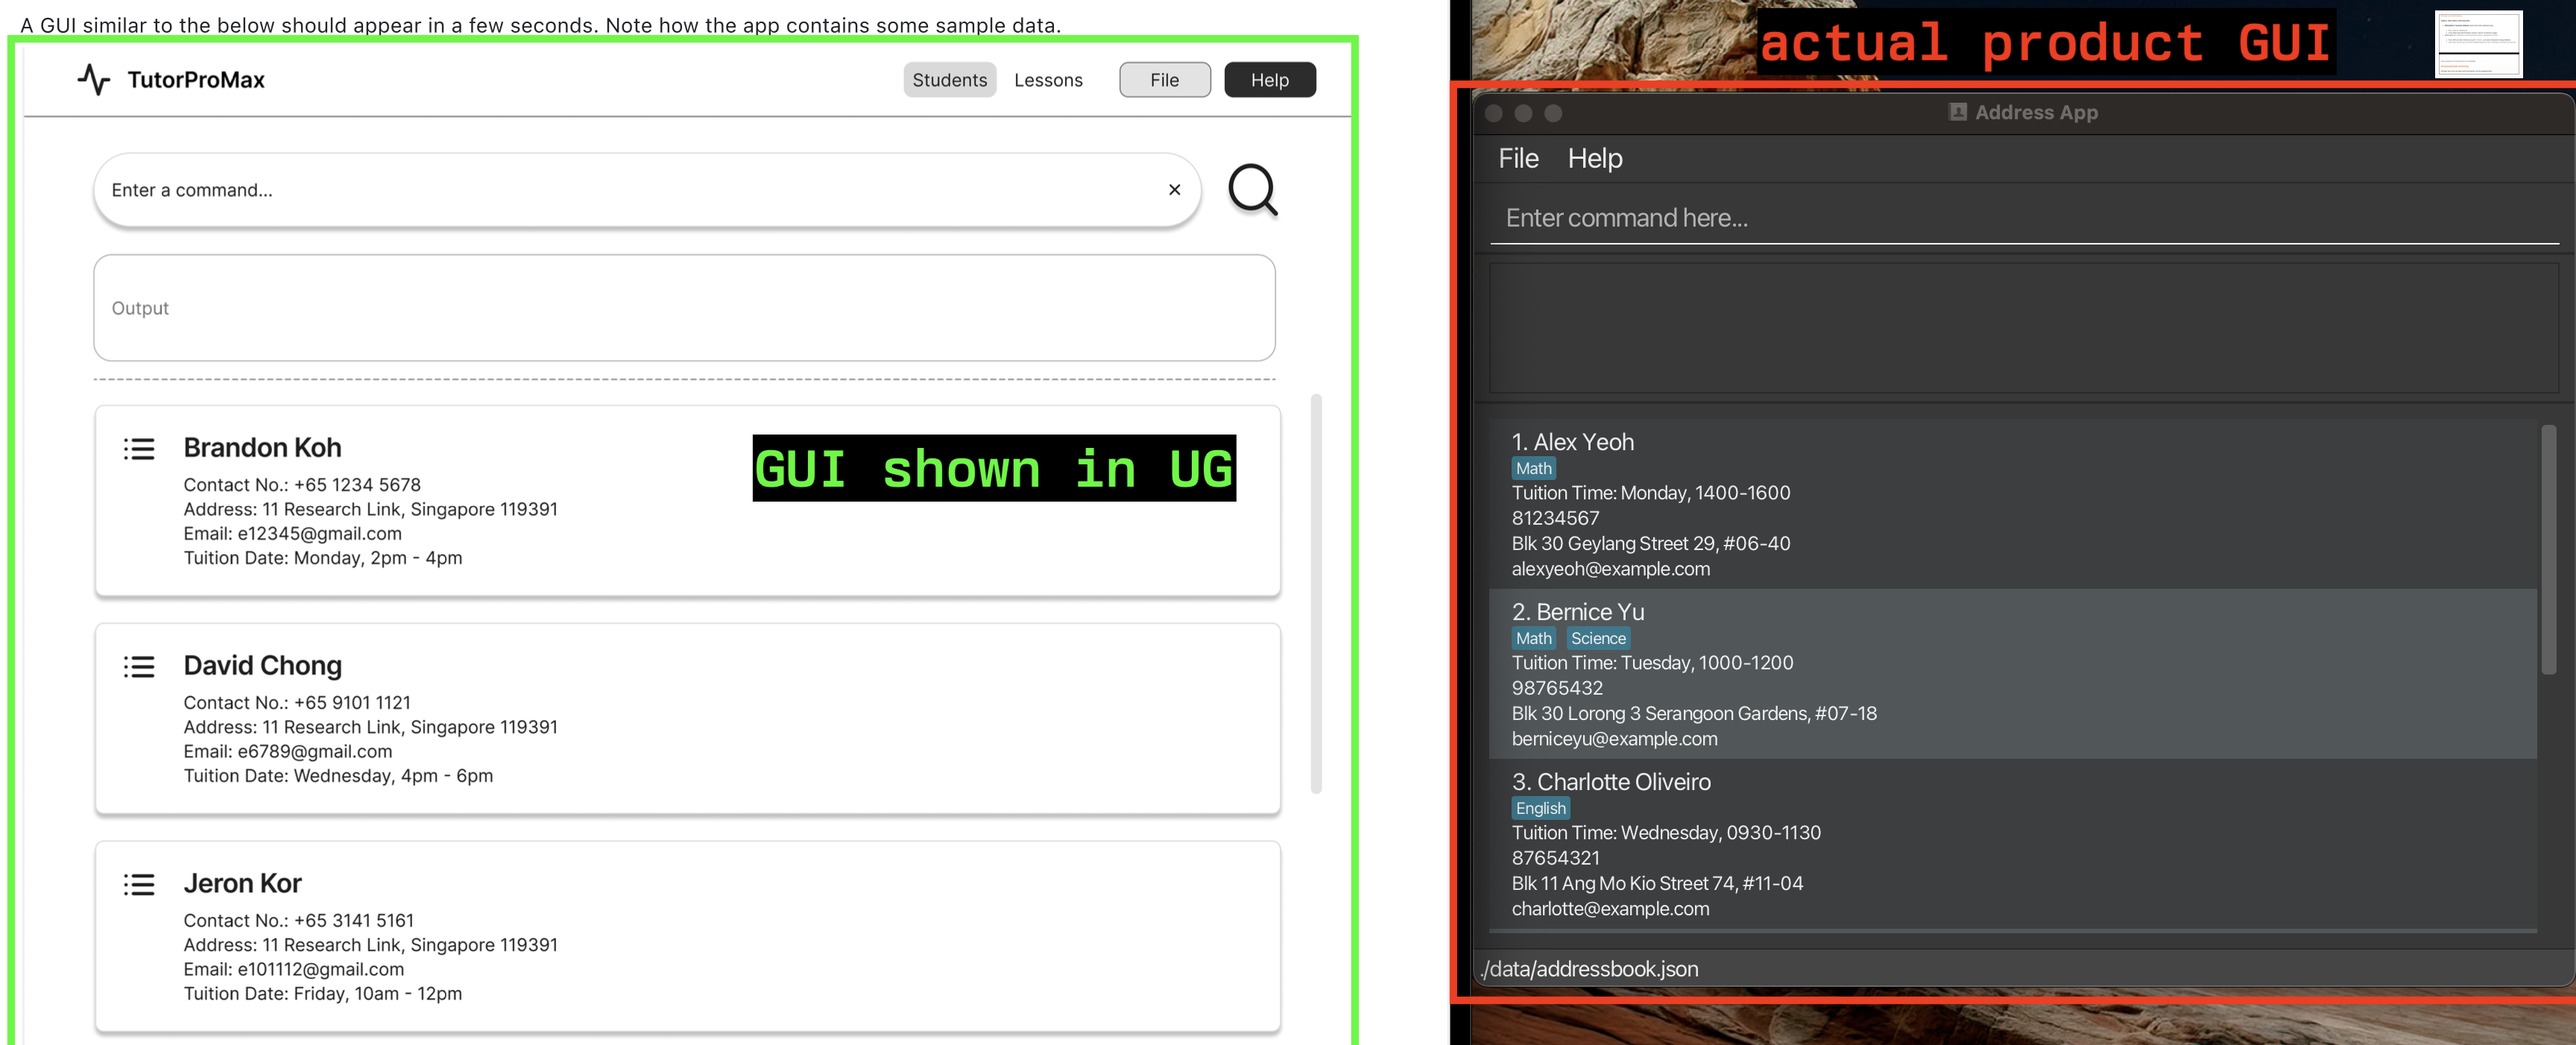 A GUI similar to the below should appear in a few seconds. Note how the app contains some sample data.
TutorProMax
Students
Lessons
File
Help
Enter a command...
×
Output
Brandon Koh
Contact No.: +65 1234 5678
Address: 11 Research Link, Singapore 119391
Email: e12345@gmail.com
Tuition Date: Monday, 2pm - 4pm
GUI shown in UG
David Chong
Contact No.: +65 9101 1121
Address: 11 Research Link, Singapore 119391
Email: e6789@gmail.com
Tuition Date: Wednesday, 4pm - 6pm
Jeron Kor
Contact No.: +65 3141 5161
Address: 11 Research Link, Singapore 119391
Email: e101112@gmail.com
Tuition Date: Friday, 10am - 12pm
actual product GUI
Address App
File Help
Enter command here...
1. Alex Yeoh
Math
Tuition Time: Monday, 1400-1600
81234567
Blk 30 Geylang Street 29, #06-40
alexyeoh@example.com
2. Bernice Yu
Math Science
Tuition Time: Tuesday, 1000-1200
98765432
Blk 30 Lorong 3 Serangoon Gardens, #07-18
berniceyu@example.com
3. Charlotte Oliveiro
English
Tuition Time: Wednesday, 0930-1130
87654321
Blk 11 Ang Mo Kio Street 74, #11-04
charlotte@example.com
./data/addressbook.json